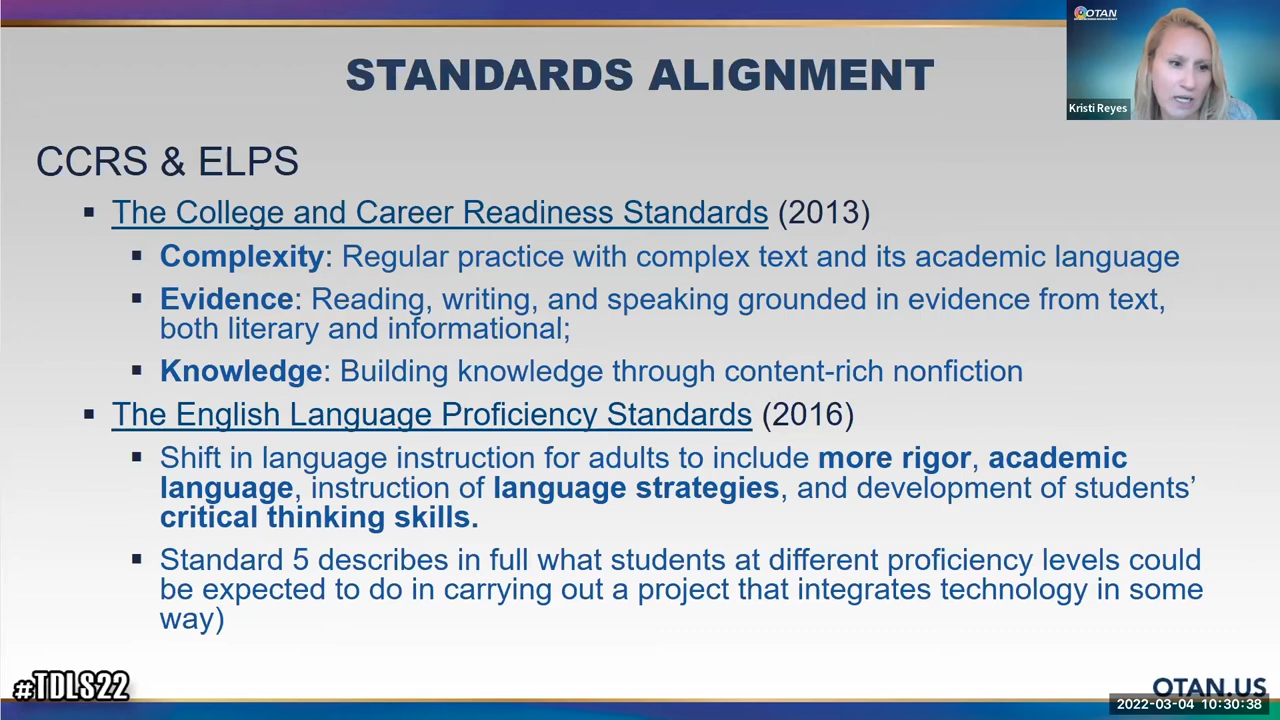 STANDARDS ALIGNMENT
OTAN
Kristi Reyes
CCRS & ELPS
▪ The College and Career Readiness Standards (2013)
▪ Complexity: Regular practice with complex text and its academic language
▪ Evidence: Reading, writing, and speaking grounded in evidence from text,
both literary and informational;
▪ Knowledge: Building knowledge through content-rich nonfiction
▪ The English Language Proficiency Standards (2016)
▪ Shift in language instruction for adults to include more rigor, academic
language, instruction of language strategies, and development of students’
critical thinking skills.
▪ Standard 5 describes in full what students at different proficiency levels could
be expected to do in carrying out a project that integrates technology in some
way)
#TDLS22
OTAN.US
2022-03-04 10:30:38